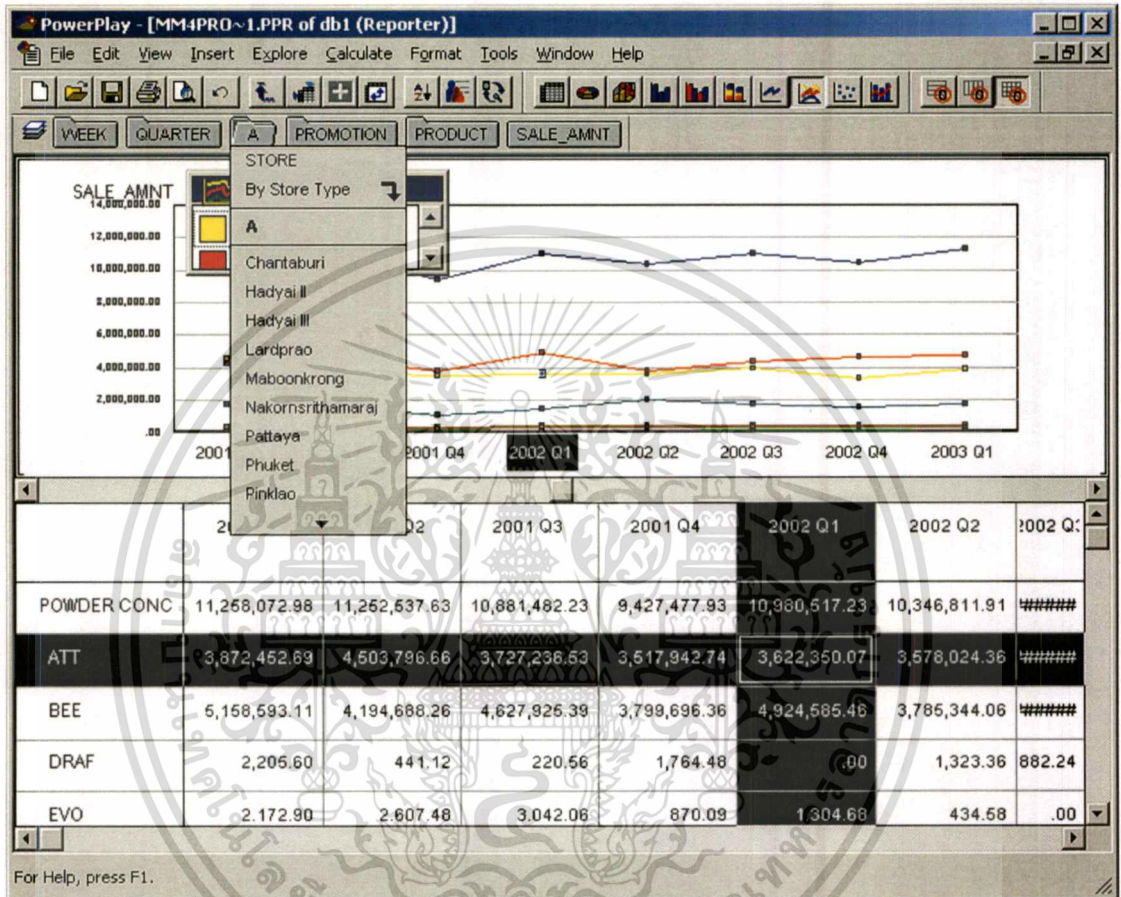 PowerPlay - [MM4PRO~1.PPR of db1 (Reporter)]
File Edit View Insert Explore Calculate Format Tools Window Help
WEEK QUARTER A PROMOTION PRODUCT SALE_AMNT
STORE
By Store Type
A
Chantaburi
Hadyai II
Hadyai III
Lardprao
Maboonkrong
Nakornsrithamaraj
Pattaya
Phuket
Pinklao
SALE_AMNT
14,000,000.00
12,000,000.00
10,000,000.00
8,000,000.00
6,000,000.00
4,000,000.00
2,000,000.00
.00
2001 2001 Q4 2002 Q1 2002 Q2 2002 Q3 2002 Q4 2003 Q1
20 Q2 2001 Q3 2001 Q4 2002 Q1 2002 Q2 2002 Q3
POWDER CONC 11,258,072.98 11,252,537.63 10,881,482.23 9,427,477.93 10,980,517.23 10,346,811.91 ######
ATT 3,872,452.69 4,503,796.66 3,727,236.53 3,517,942.74 3,622,350.07 3,578,024.36 ######
BEE 5,158,593.11 4,194,688.26 4,627,925.39 3,799,696.36 4,924,585.46 3,785,344.06 ######
DRAF 2,205.60 441.12 220.56 1,764.48 .00 1,323.36 882.24
EVO 2,172.90 2,607.48 3,042.06 870.09 1,304.68 434.58 .00
For Help, press F1.